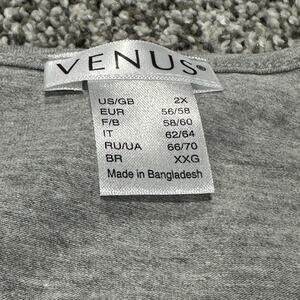 VENUS®
US/GB 2X
EUR 56/58
F/B 58/60
IT 62/64
RU/UA 66/70
BR XXG
Made in Bangladesh